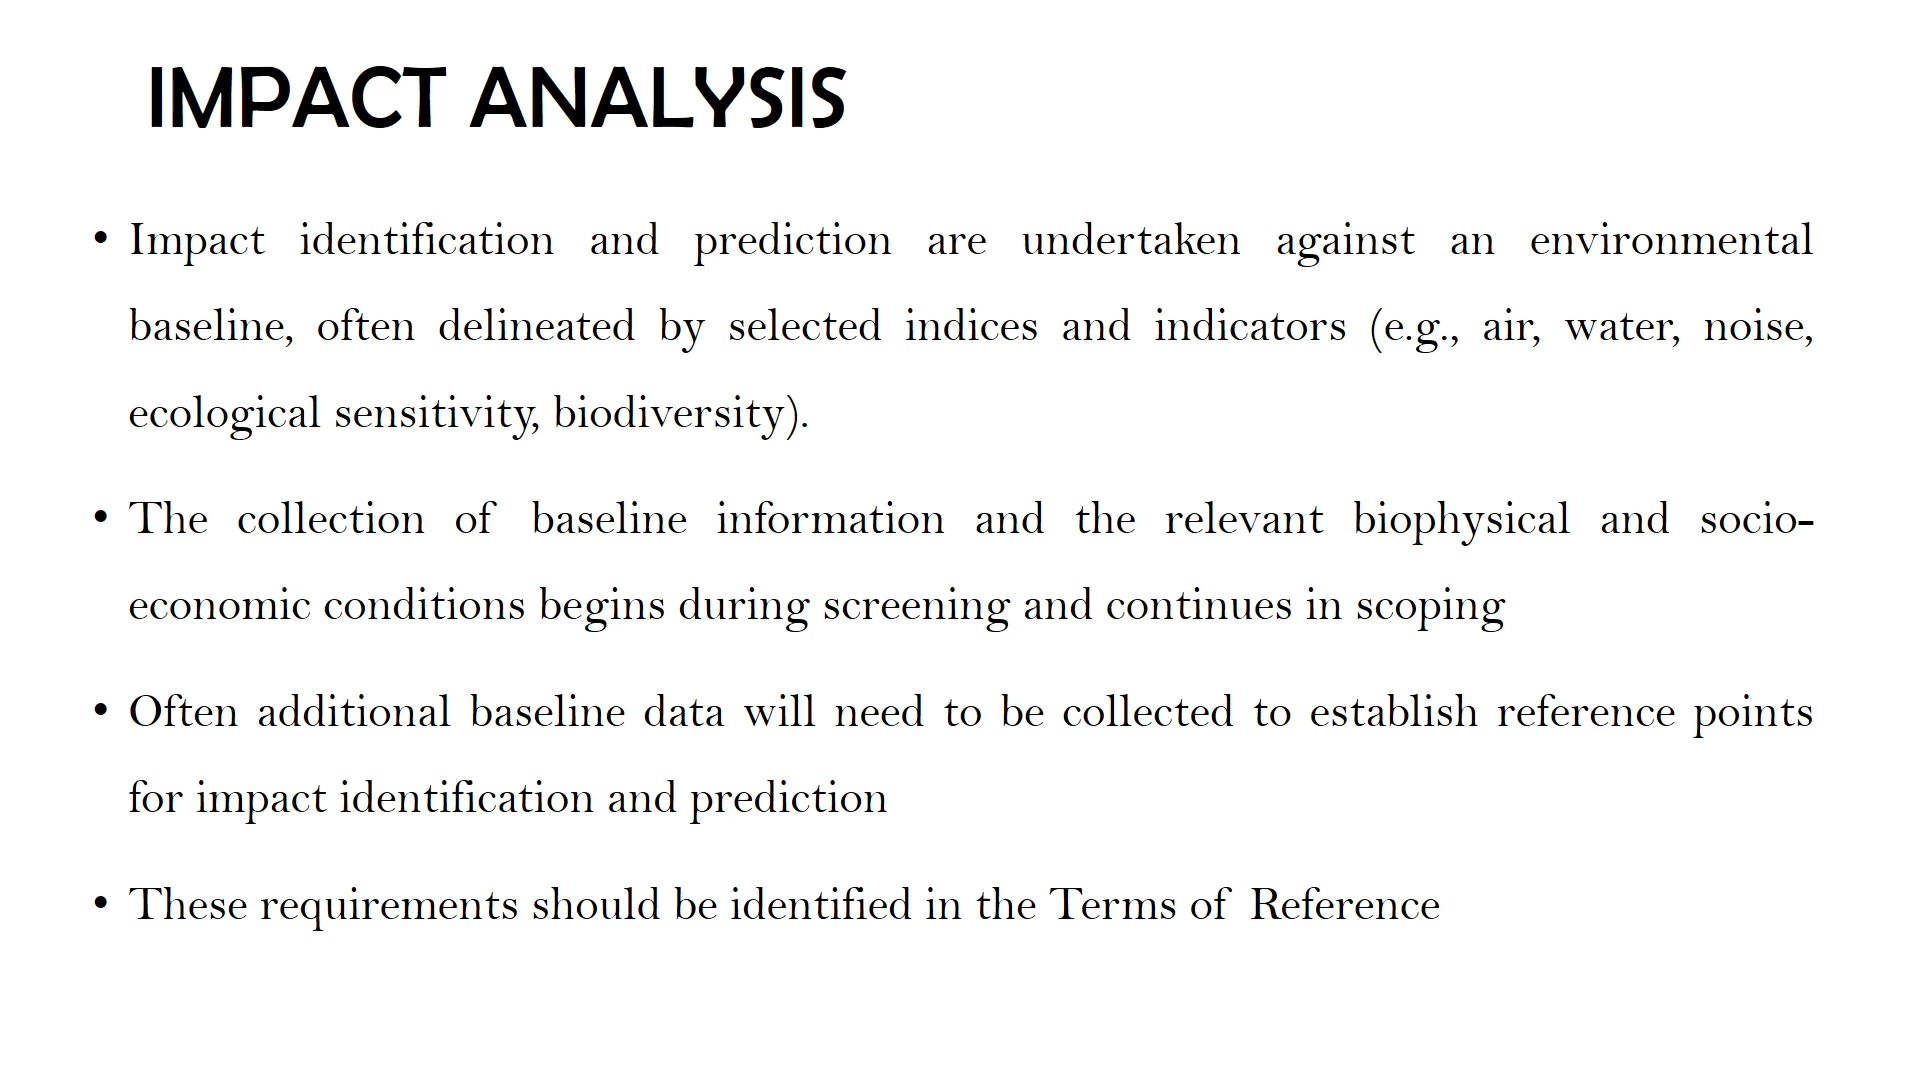 IMPACT ANALYSIS
• Impact identification and prediction are undertaken against an environmental
baseline, often delineated by selected indices and indicators (e.g., air, water, noise,
ecological sensitivity, biodiversity).
• The collection of baseline information and the relevant biophysical and socio-
economic conditions begins during screening and continues in scoping
• Often additional baseline data will need to be collected to establish reference points
for impact identification and prediction
• These requirements should be identified in the Terms of Reference